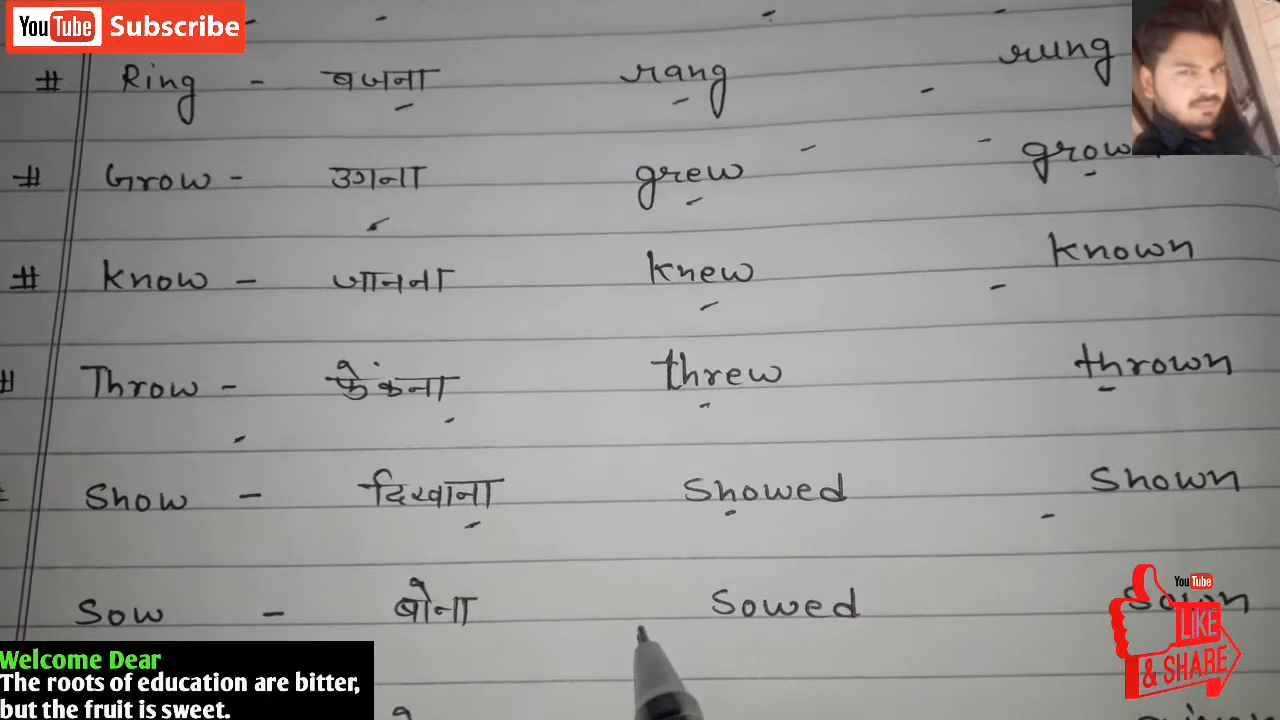 YouTube Subscribe
# Ring - बजना rang - rung
# Grow - उगना grew - - grow
# Know - जानना knew - known
# Throw - फेंकना threw thrown
Show - दिखाना Showed - Shown
Sow - बोना Sowed Sown
YouTube
LIKE
& SHARE
Welcome Dear
The roots of education are bitter,
but the fruit is sweet.